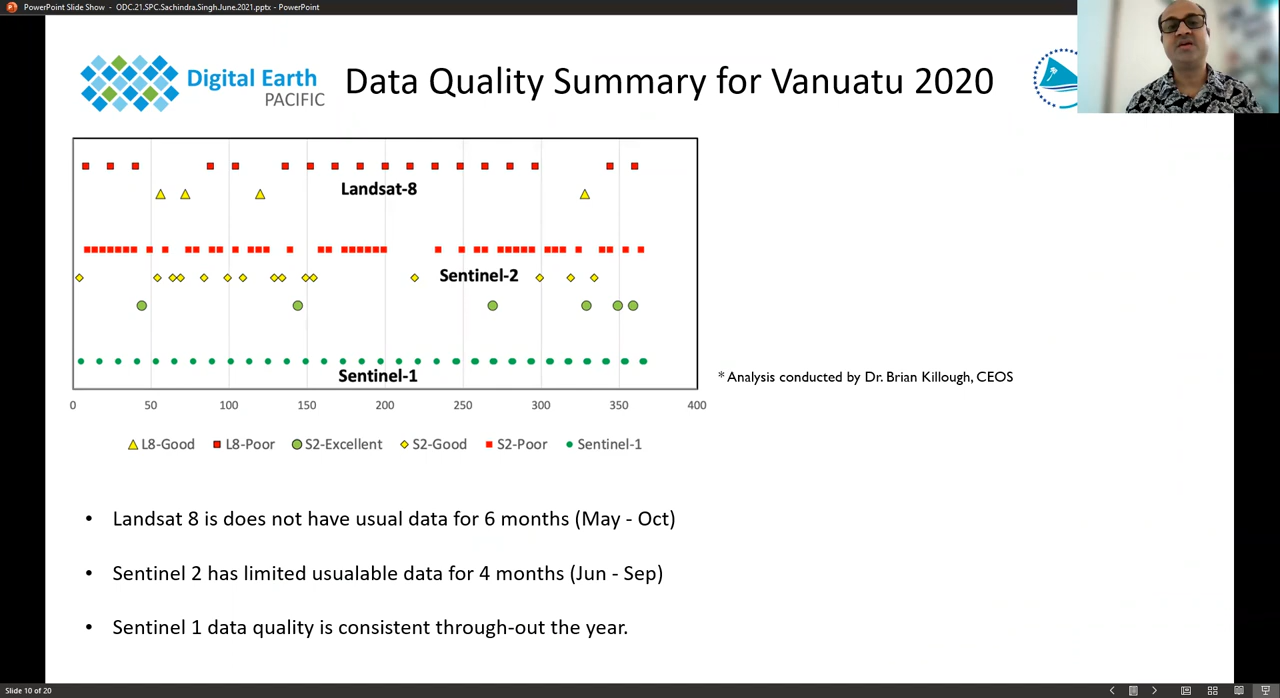 PowerPoint Slide Show - ODC.21.SPC.Sachindra.Singh.June.2021.pptx - PowerPoint
Digital Earth
PACIFIC
Data Quality Summary for Vanuatu 2020
Landsat-8
Sentinel-2
Sentinel-1
* Analysis conducted by Dr. Brian Killough, CEOS
0 50 100 150 200 250 300 350 400
L8-Good L8-Poor S2-Excellent S2-Good S2-Poor Sentinel-1
• Landsat 8 is does not have usual data for 6 months (May - Oct)
• Sentinel 2 has limited usualable data for 4 months (Jun - Sep)
• Sentinel 1 data quality is consistent through-out the year.
Slide 10 of 20